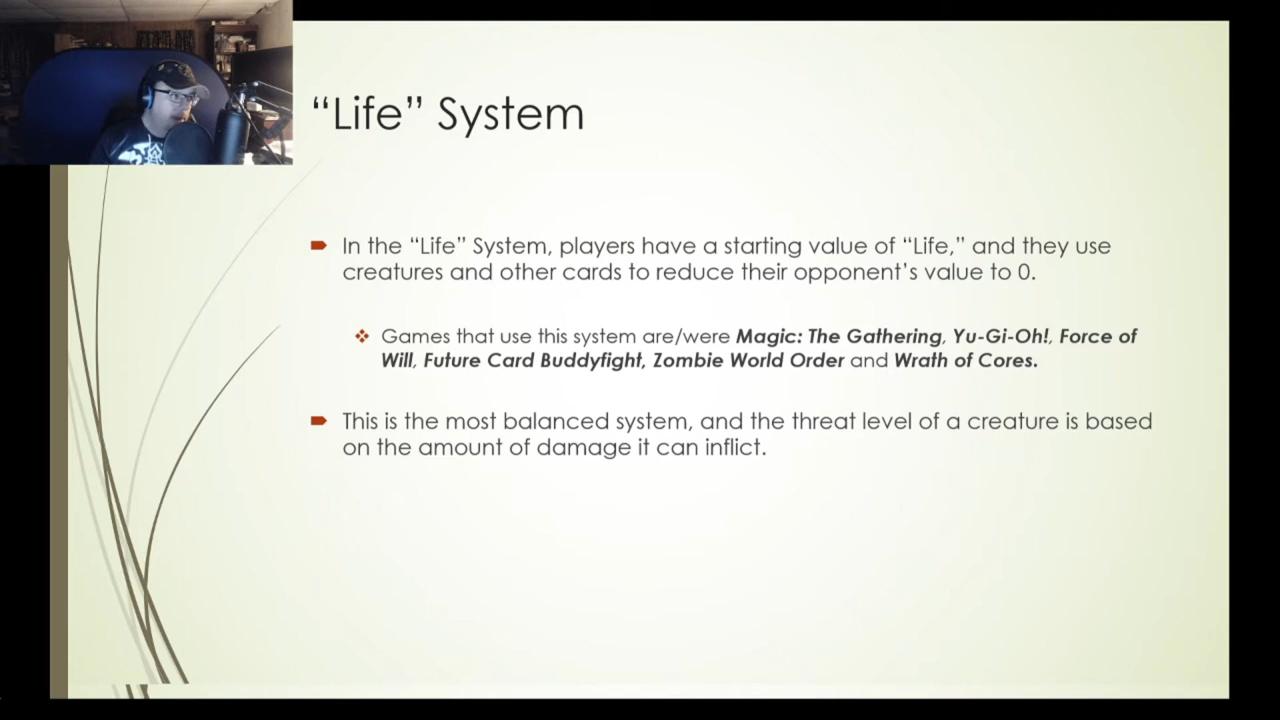 “Life” System
In the “Life” System, players have a starting value of “Life,” and they use
creatures and other cards to reduce their opponent’s value to 0.
Games that use this system are/were Magic: The Gathering, Yu-Gi-Oh!, Force of
Will, Future Card Buddyfight, Zombie World Order and Wrath of Cores.
This is the most balanced system, and the threat level of a creature is based
on the amount of damage it can inflict.